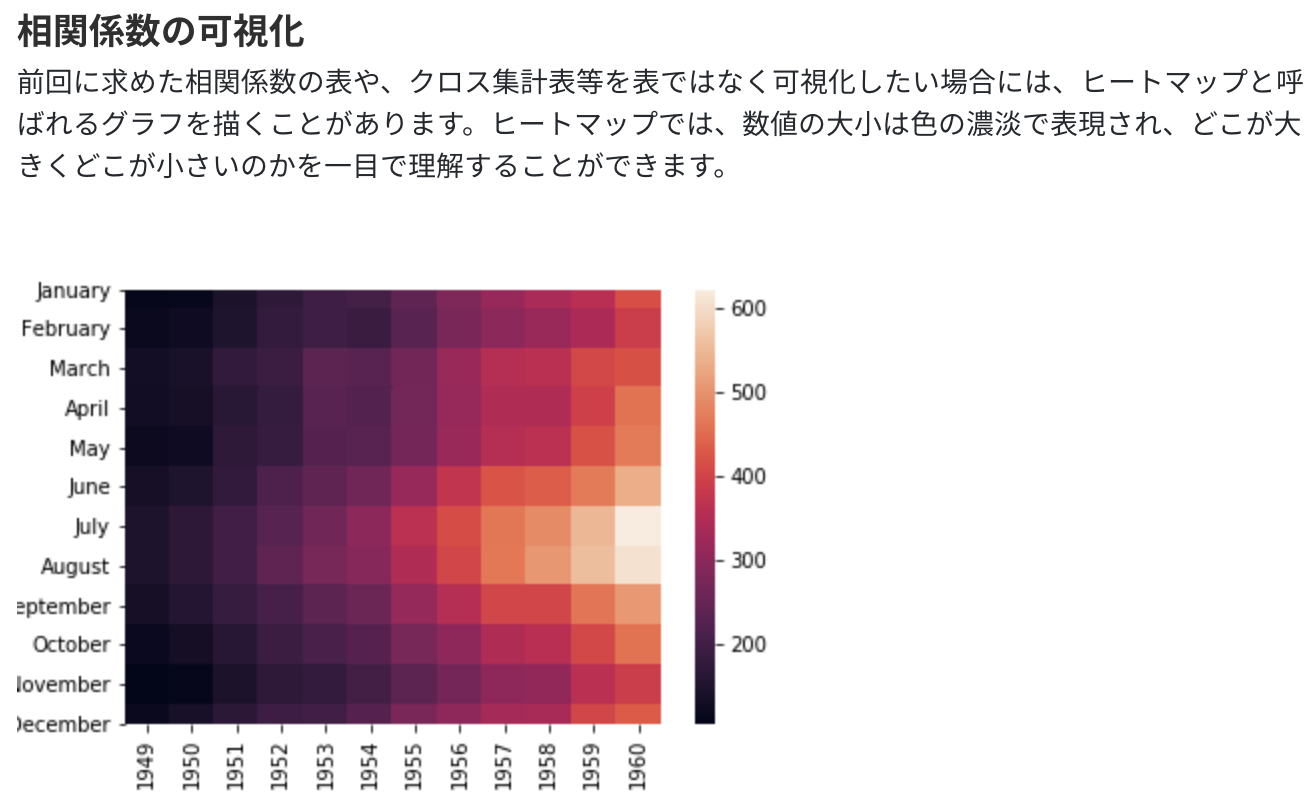 相関係数の可視化
前回に求めた相関係数の表や、クロス集計表等を表ではなく可視化したい場合には、ヒートマップと呼
ばれるグラフを描くことがあります。ヒートマップでは、数値の大小は色の濃淡で表現され、どこが大
きくどこが小さいのかを一目で理解することができます。
January
February
March
April
May
June
July
August
eptember
October
lovember
December
600
500
400
300
200
1949
1950
1951
1952
1953
1954
1955
1956
1957
1958
1959
1960